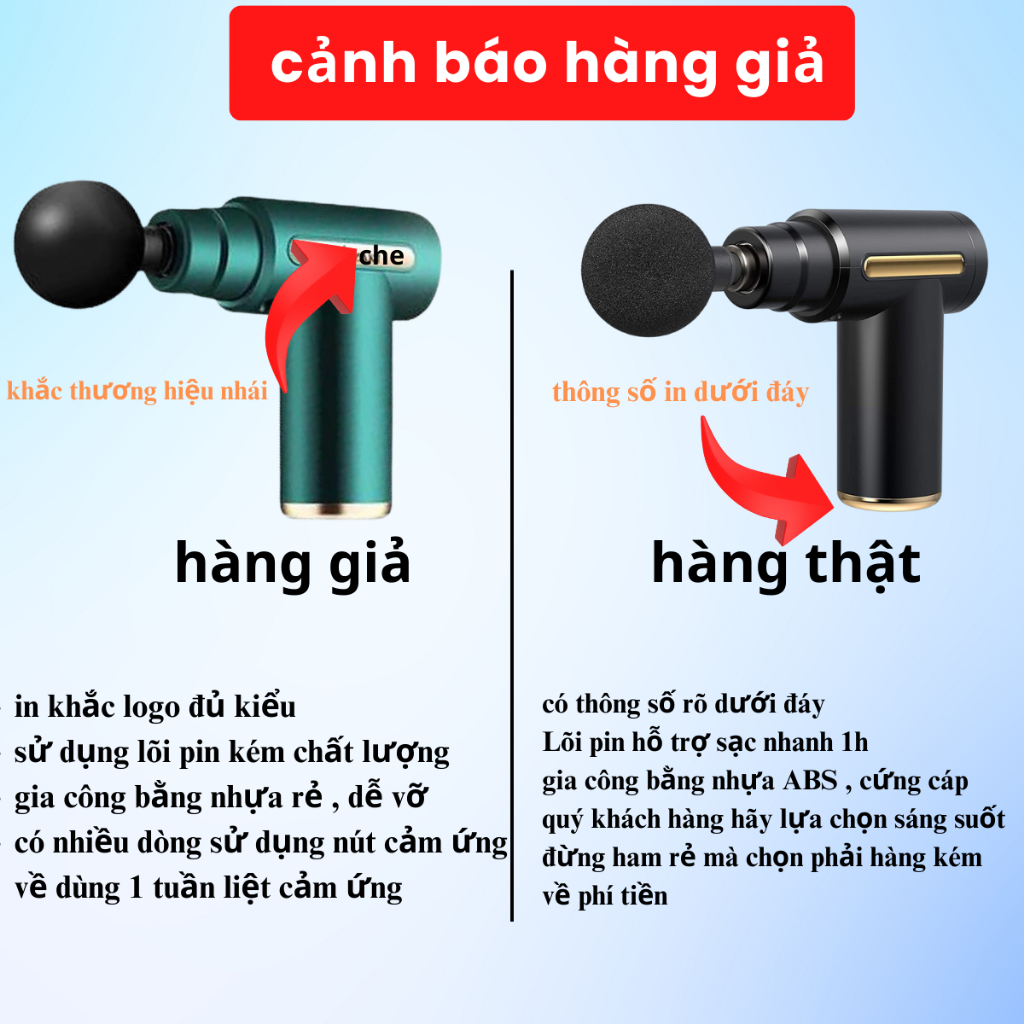 cảnh báo hàng giả
che
khắc thương hiệu nhái
thông số in dưới đáy
hàng giả
hàng thật
- in khắc logo đủ kiểu
- sử dụng lõi pin kém chất lượng
- gia công bằng nhựa rẻ , dễ vỡ
- có nhiều dòng sử dụng nút cảm ứng
về dùng 1 tuần liệt cảm ứng
có thông số rõ dưới đáy
Lõi pin hỗ trợ sạc nhanh 1h
gia công bằng nhựa ABS , cứng cáp
quý khách hàng hãy lựa chọn sáng suốt
đừng ham rẻ mà chọn phải hàng kém
về phí tiền